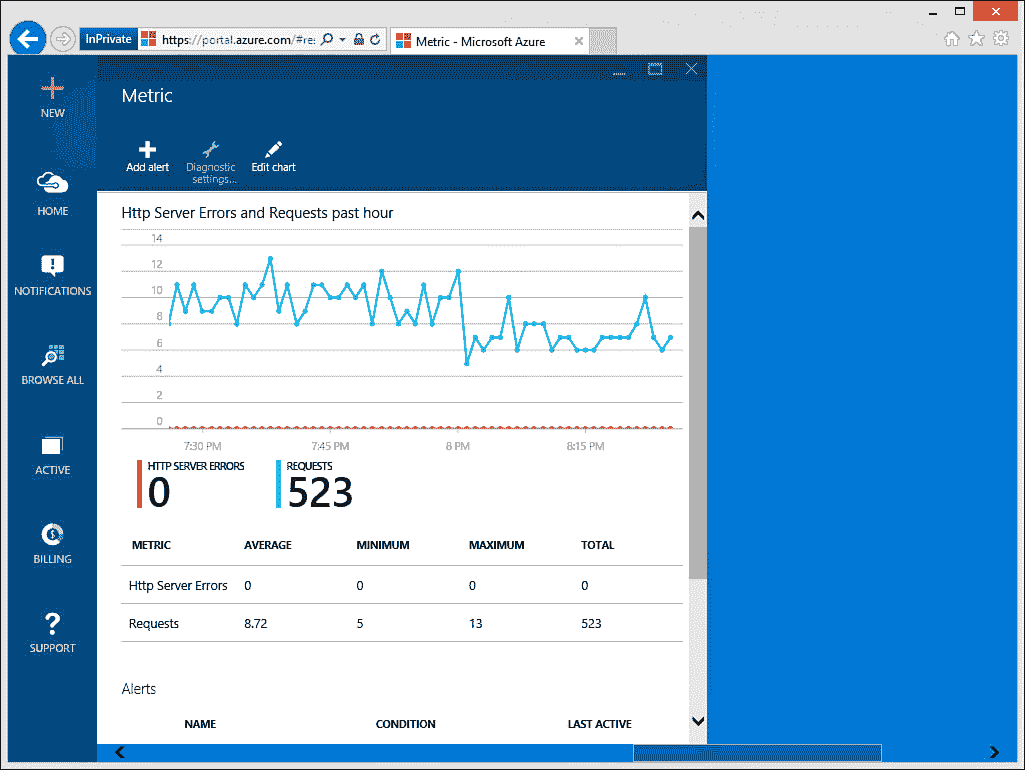 InPrivate https://portal.azure.com/#re Metric - Microsoft Azure
NEW
HOME
NOTIFICATIONS
BROWSE ALL
ACTIVE
BILLING
SUPPORT
Metric
Add alert Diagnostic settings... Edit chart
Http Server Errors and Requests past hour
14
12
10
8
6
4
2
0
7:30 PM 7:45 PM 8 PM 8:15 PM
HTTP SERVER ERRORS REQUESTS
0 523
METRIC AVERAGE MINIMUM MAXIMUM TOTAL
Http Server Errors 0 0 0 0
Requests 8.72 5 13 523
Alerts
NAME CONDITION LAST ACTIVE